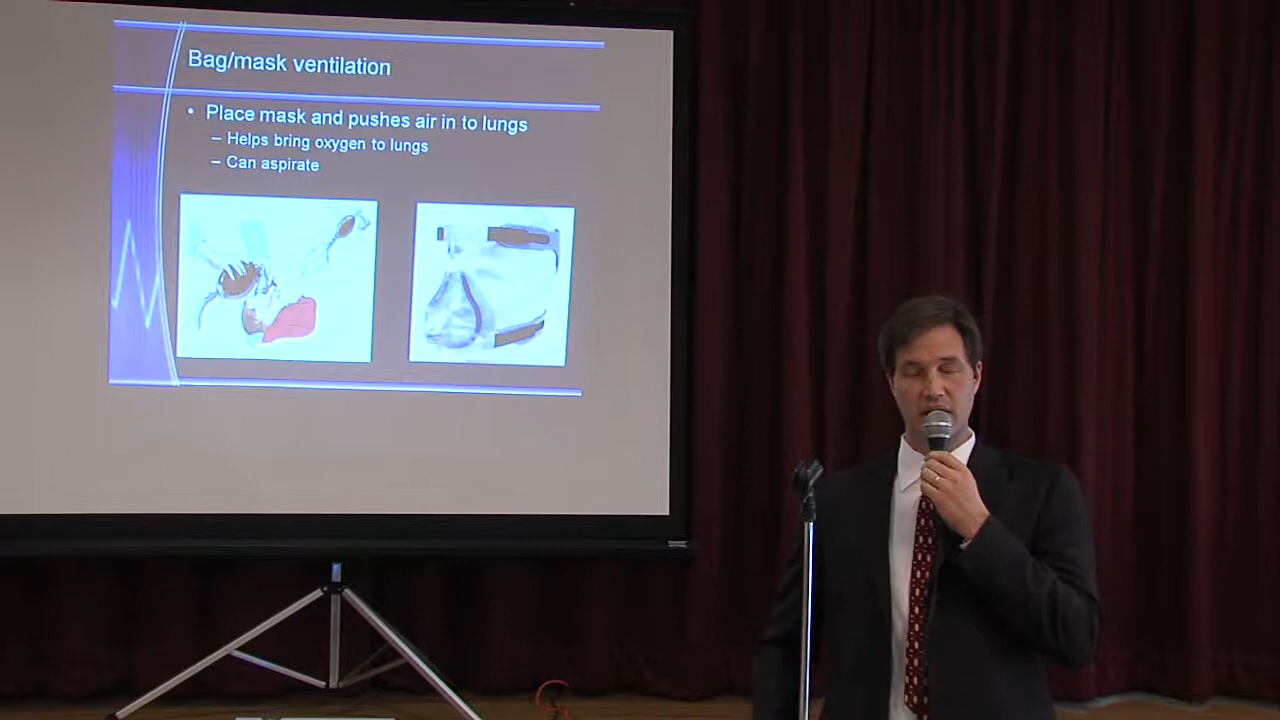 Bag/mask ventilation
• Place mask and pushes air in to lungs
– Helps bring oxygen to lungs
– Can aspirate